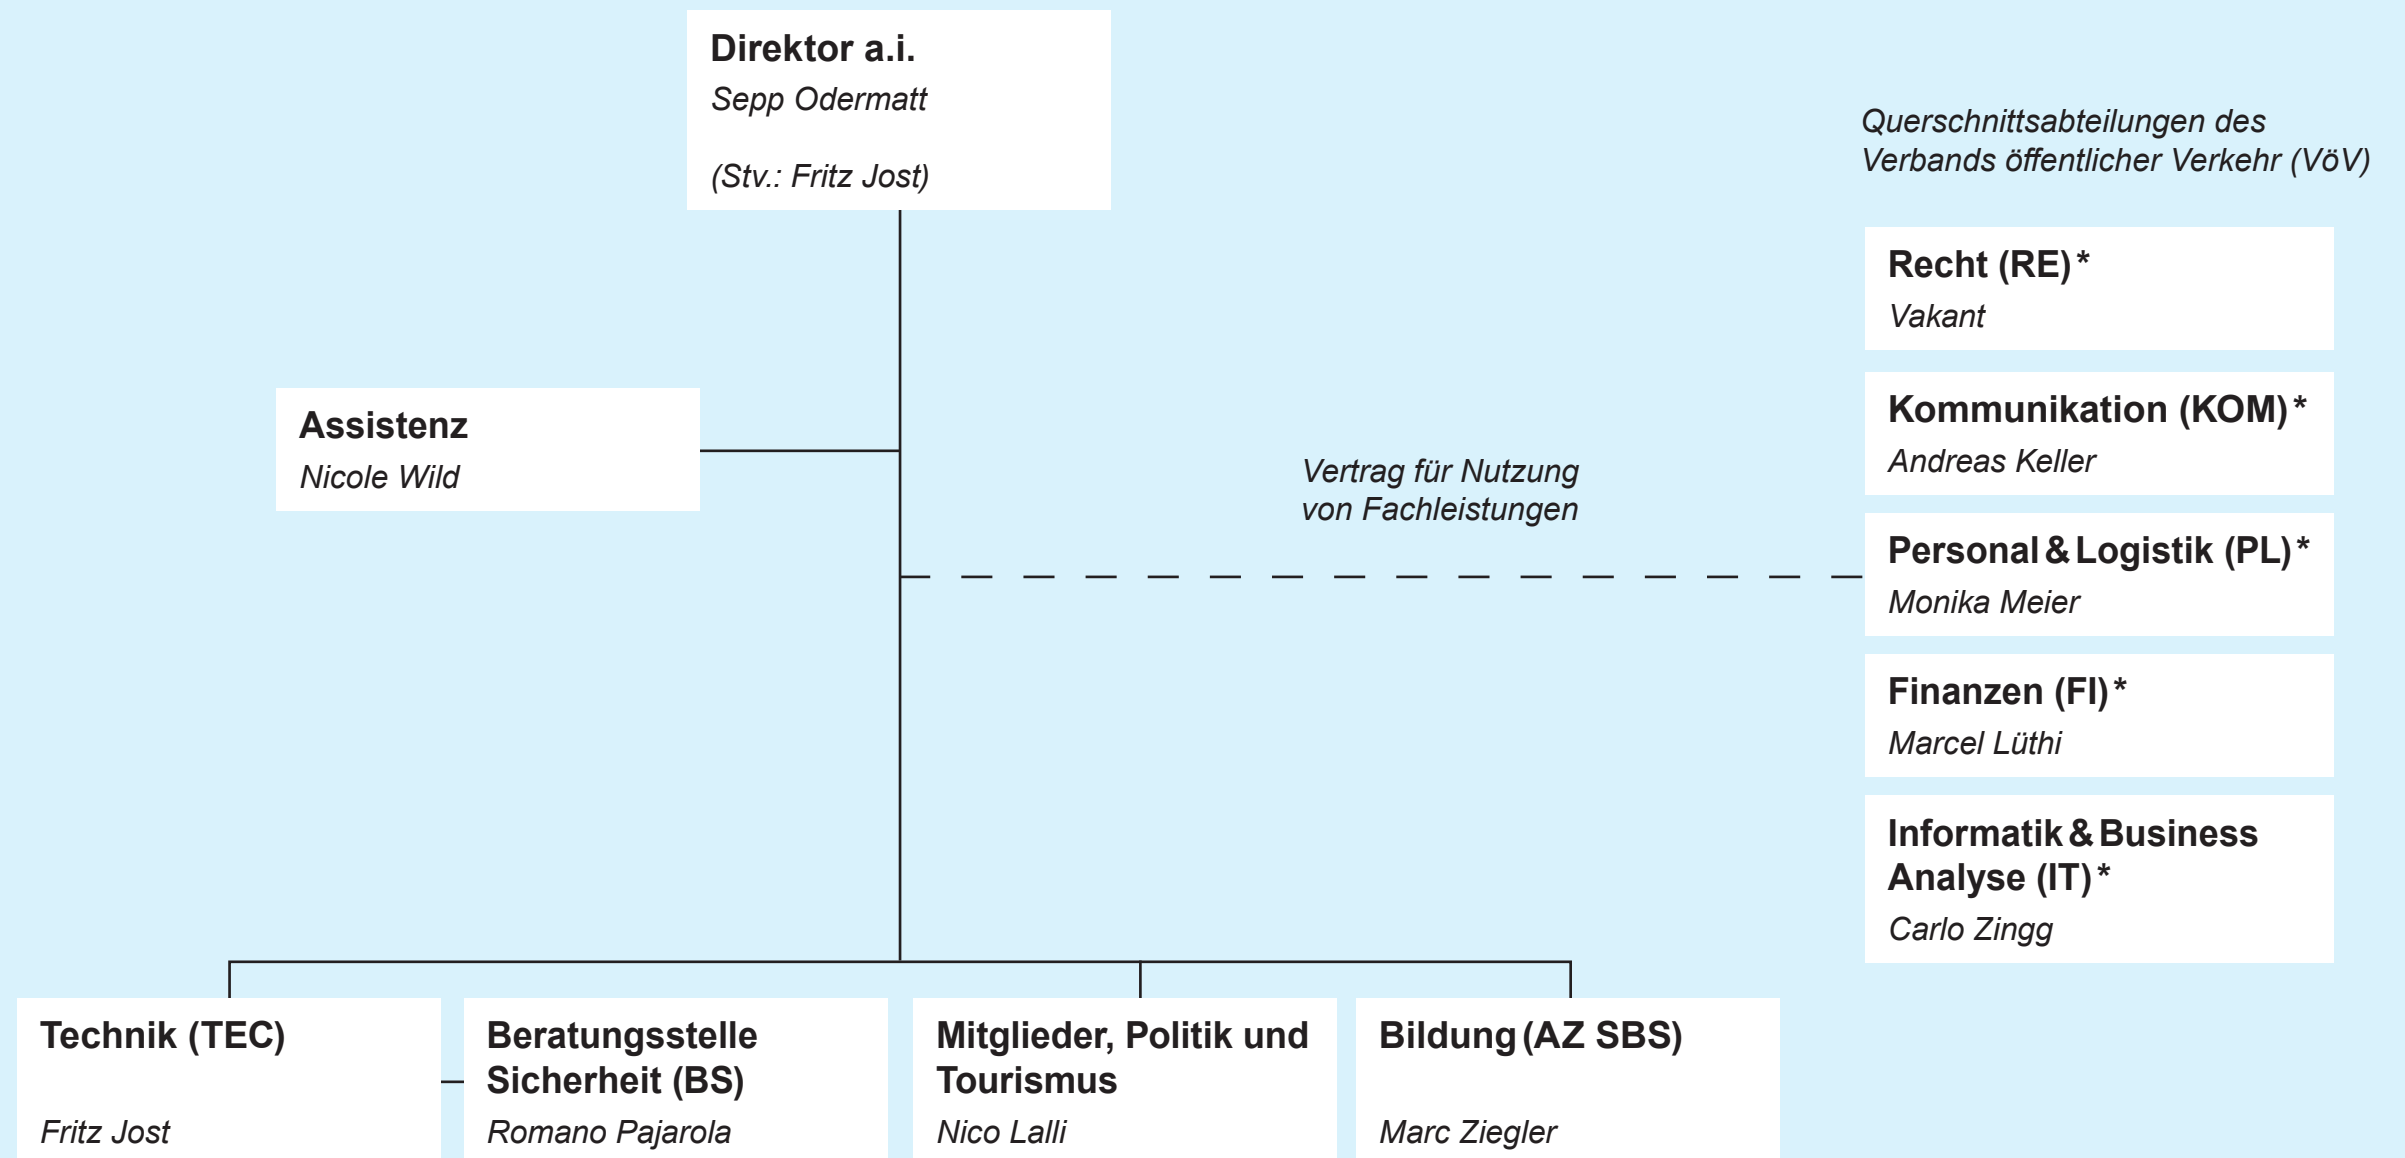 Direktor a.i.
Sepp Odermatt
(Stv.: Fritz Jost)
Querschnittsabteilungen des
Verbands öffentlicher Verkehr (VöV)
Recht (RE) *
Vakant
Kommunikation (KOM) *
Andreas Keller
Assistenz
Nicole Wild
Vertrag für Nutzung
von Fachleistungen
Personal & Logistik (PL) *
Monika Meier
Finanzen (FI) *
Marcel Lüthi
Informatik & Business
Analyse (IT) *
Carlo Zingg
Technik (TEC)
Fritz Jost
Beratungsstelle
Sicherheit (BS)
Romano Pajarola
Mitglieder, Politik und
Tourismus
Nico Lalli
Bildung (AZ SBS)
Marc Ziegler